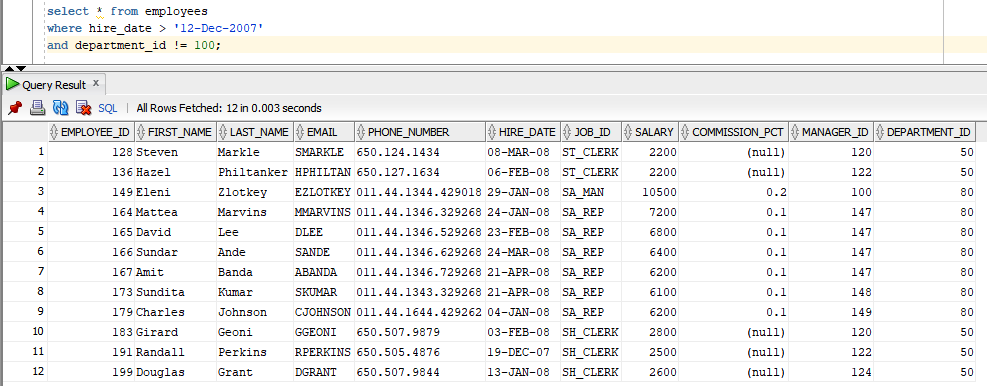 select * from employees
where hire_date > '12-Dec-2007'
and department_id != 100;
Query Result x
SQL | All Rows Fetched: 12 in 0.003 seconds
EMPLOYEE_ID FIRST_NAME LAST_NAME EMAIL PHONE_NUMBER HIRE_DATE JOB_ID SALARY COMMISSION_PCT MANAGER_ID DEPARTMENT_ID
1 128 Steven Markle SMARKLE 650.124.1434 08-MAR-08 ST_CLERK 2200 (null) 120 50
2 136 Hazel Philtanker HPHILTAN 650.127.1634 06-FEB-08 ST_CLERK 2200 (null) 122 50
3 149 Eleni Zlotkey EZLOTKEY 011.44.1344.429018 29-JAN-08 SA_MAN 10500 0.2 100 80
4 164 Mattea Marvins MMARVINS 011.44.1346.329268 24-JAN-08 SA_REP 7200 0.1 147 80
5 165 David Lee DLEE 011.44.1346.529268 23-FEB-08 SA_REP 6800 0.1 147 80
6 166 Sundar Ande SANDE 011.44.1346.629268 24-MAR-08 SA_REP 6400 0.1 147 80
7 167 Amit Banda ABANDA 011.44.1346.729268 21-APR-08 SA_REP 6200 0.1 147 80
8 173 Sundita Kumar SKUMAR 011.44.1343.329268 21-APR-08 SA_REP 6100 0.1 148 80
9 179 Charles Johnson CJOHNSON 011.44.1644.429262 04-JAN-08 SA_REP 6200 0.1 149 80
10 183 Girard Geoni GGEONI 650.507.9879 03-FEB-08 SH_CLERK 2800 (null) 120 50
11 191 Randall Perkins RPERKINS 650.505.4876 19-DEC-07 SH_CLERK 2500 (null) 122 50
12 199 Douglas Grant DGRANT 650.507.9844 13-JAN-08 SH_CLERK 2600 (null) 124 50